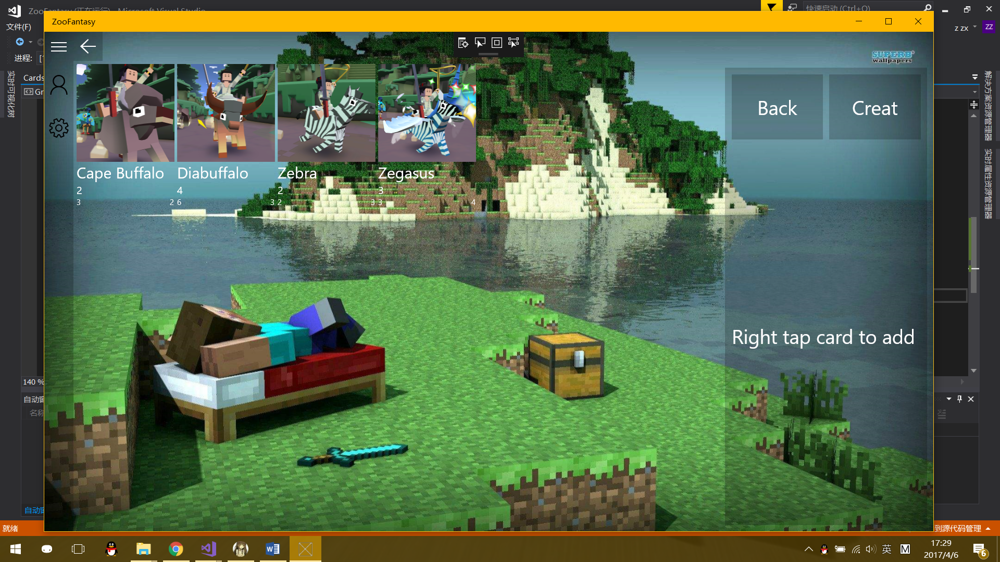 ZooFantasy (正在运行) - Microsoft Visual Studio
快速启动 (Ctrl+Q)
ZooFantasy
文件(F)
z zx
ZZ
进程:
SUPERB
wallpapers
实时可视化树
解决方案资源管理器
实时属性资源管理器
Cards
Gr
Back
Creat
Cape Buffalo
2
3 2
Diabuffalo
4
6 3
Zebra
2
2 3
Zegasus
3
3 4
Right tap card to add
140 %
自动窗
名称
自动窗
就绪
到源代码管理
英
M
17:29
2017/4/6
6